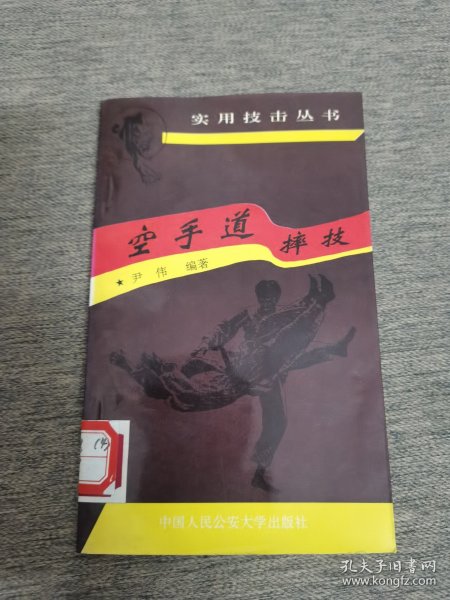 实用技击丛书
空手道摔技
★尹伟 编著
(4)
中国人民公安大学出版社
孔夫子旧书网
www.kongfz.com